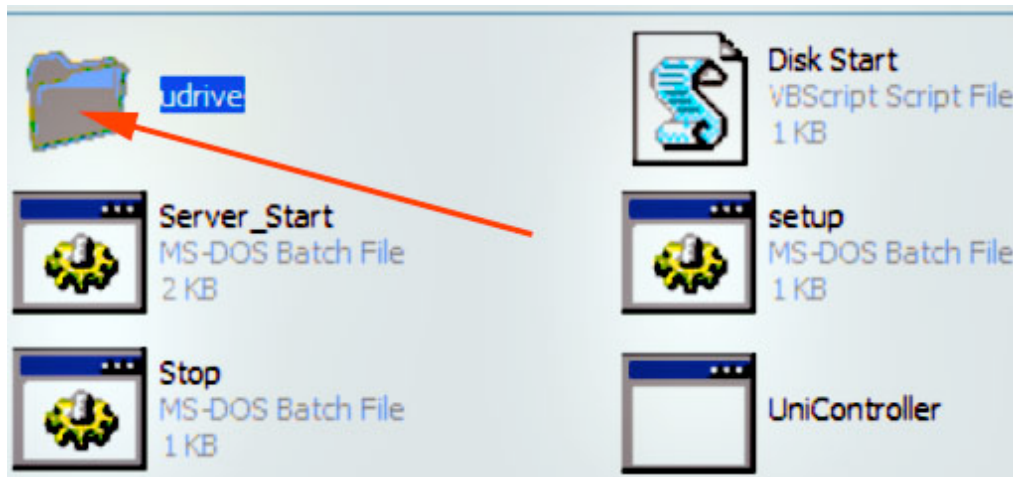 udrive
Disk Start
VBScript Script File
1 KB
Server_Start
MS-DOS Batch File
2 KB
setup
MS-DOS Batch File
1 KB
Stop
MS-DOS Batch File
1 KB
UniController